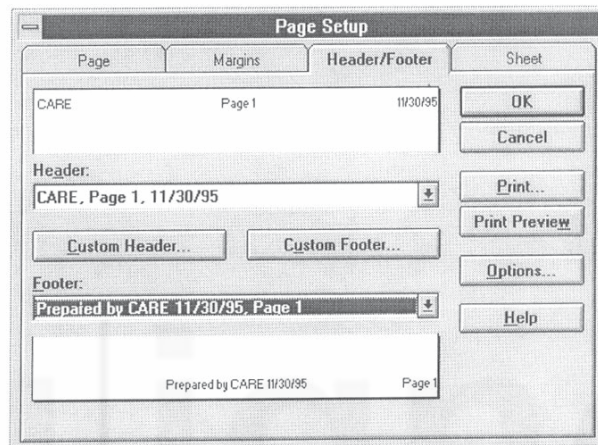 Page Setup
Page Margins Header/Footer Sheet
CARE Page 1 11/30/95
OK
Cancel
Header:
CARE, Page 1, 11/30/95
Print...
Print Preview
Custom Header... Custom Footer...
Options...
Footer:
Prepared by CARE 11/30/95, Page 1
Help
Prepared by CARE 11/30/95 Page 1